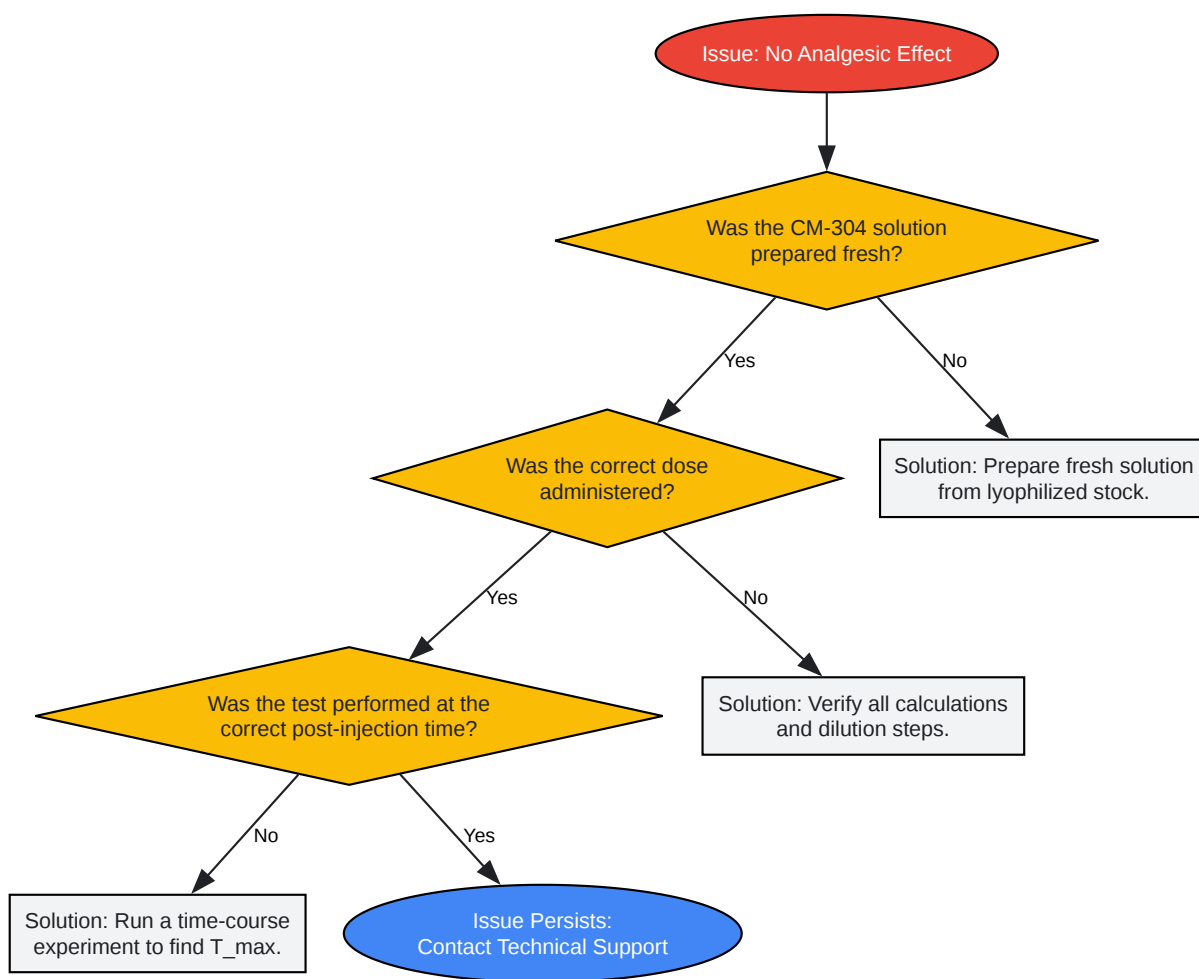 Issue: No Analgesic Effect
Was the CM-304 solution
prepared fresh?
Yes
No
Was the correct dose
administered?
Solution: Prepare fresh solution
from lyophilized stock.
Yes
No
Was the test performed at the
correct post-injection time?
Solution: Verify all calculations
and dilution steps.
No
Yes
Solution: Run a time-course
experiment to find T_max.
Issue Persists:
Contact Technical Support